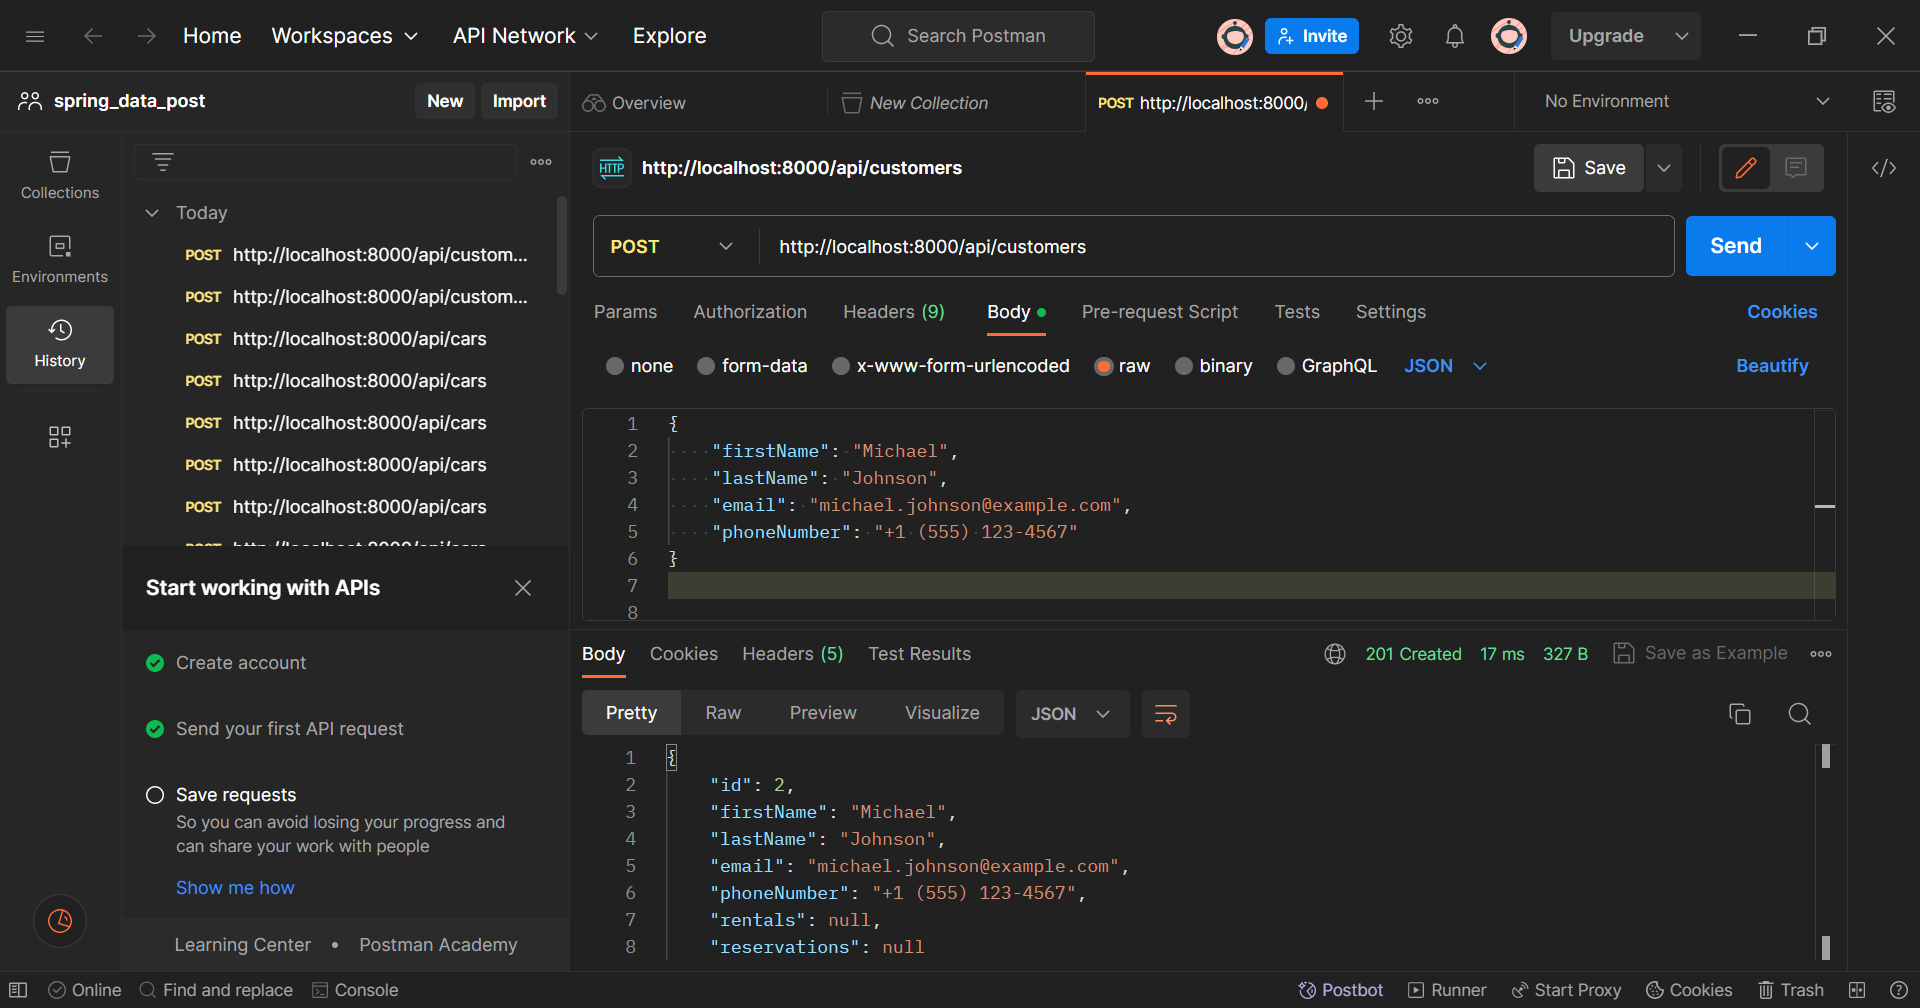 Home Workspaces API Network Explore Search Postman Invite Upgrade
spring_data_post New Import
Overview New Collection POST http://localhost:8000/ No Environment
Collections
Environments
History
Today
POST http://localhost:8000/api/custom...
POST http://localhost:8000/api/custom...
POST http://localhost:8000/api/cars
POST http://localhost:8000/api/cars
POST http://localhost:8000/api/cars
POST http://localhost:8000/api/cars
POST http://localhost:8000/api/cars
POST http://localhost:8000/api/cars
Start working with APIs
Create account
Send your first API request
Save requests
So you can avoid losing your progress and
can share your work with people
Show me how
Learning Center • Postman Academy
HTTP http://localhost:8000/api/customers Save
POST http://localhost:8000/api/customers Send
Params Authorization Headers (9) Body Pre-request Script Tests Settings Cookies
none form-data x-www-form-urlencoded raw binary GraphQL JSON Beautify
1 {
2 "firstName": "Michael",
3 "lastName": "Johnson",
4 "email": "michael.johnson@example.com",
5 "phoneNumber": "+1 (555) 123-4567"
6 }
7
8
Body Cookies Headers (5) Test Results 201 Created 17 ms 327 B Save as Example
Pretty Raw Preview Visualize JSON
1 {
2 "id": 2,
3 "firstName": "Michael",
4 "lastName": "Johnson",
5 "email": "michael.johnson@example.com",
6 "phoneNumber": "+1 (555) 123-4567",
7 "rentals": null,
8 "reservations": null
Online Find and replace Console Postbot Runner Start Proxy Cookies Trash